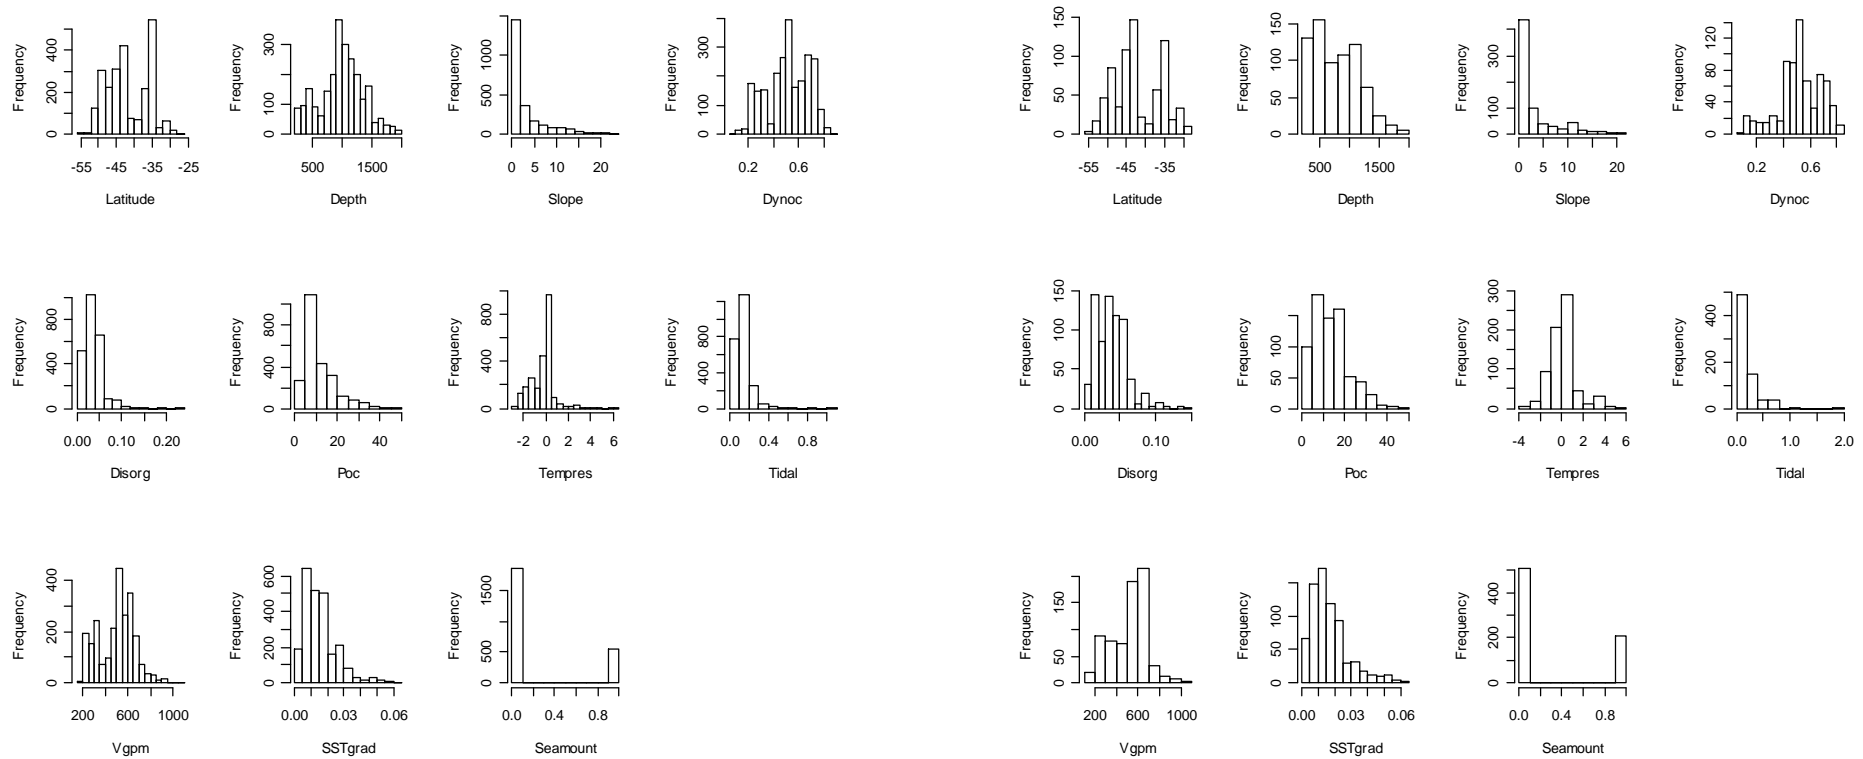 Frequency
0 200 400
-55 -45 -35 -25
Latitude
Frequency
0 100 300
500 1500
Depth
Frequency
0 500 1000
0 5 10 20
Slope
Frequency
0 100 300
0.2 0.6
Dynoc
Frequency
0 50 100 150
-55 -45 -35
Latitude
Frequency
0 50 100 150
500 1500
Depth
Frequency
0 100 300
0 5 10 20
Slope
Frequency
0 40 80 120
0.2 0.6
Dynoc
Frequency
0 400 800
0.00 0.10 0.20
Disorg
Frequency
0 400 800
0 20 40
Poc
Frequency
0 400 800
-2 0 2 4 6
Tempres
Frequency
0 400 800
0.0 0.4 0.8
Tidal
Frequency
0 50 100 150
0.00 0.10
Disorg
Frequency
0 50 100
0 20 40
Poc
Frequency
0 100 200 300
-4 0 2 4 6
Tempres
Frequency
0 200 400
0.0 1.0 2.0
Tidal
Frequency
0 200 400
200 600 1000
Vgpm
Frequency
0 200 400 600
0.00 0.03 0.06
SSTgrad
Frequency
0 500 1500
0.0 0.4 0.8
Seamount
Frequency
0 50 150
200 600 1000
Vgpm
Frequency
0 50 100
0.00 0.03 0.06
SSTgrad
Frequency
0 200 400
0.0 0.4 0.8
Seamount